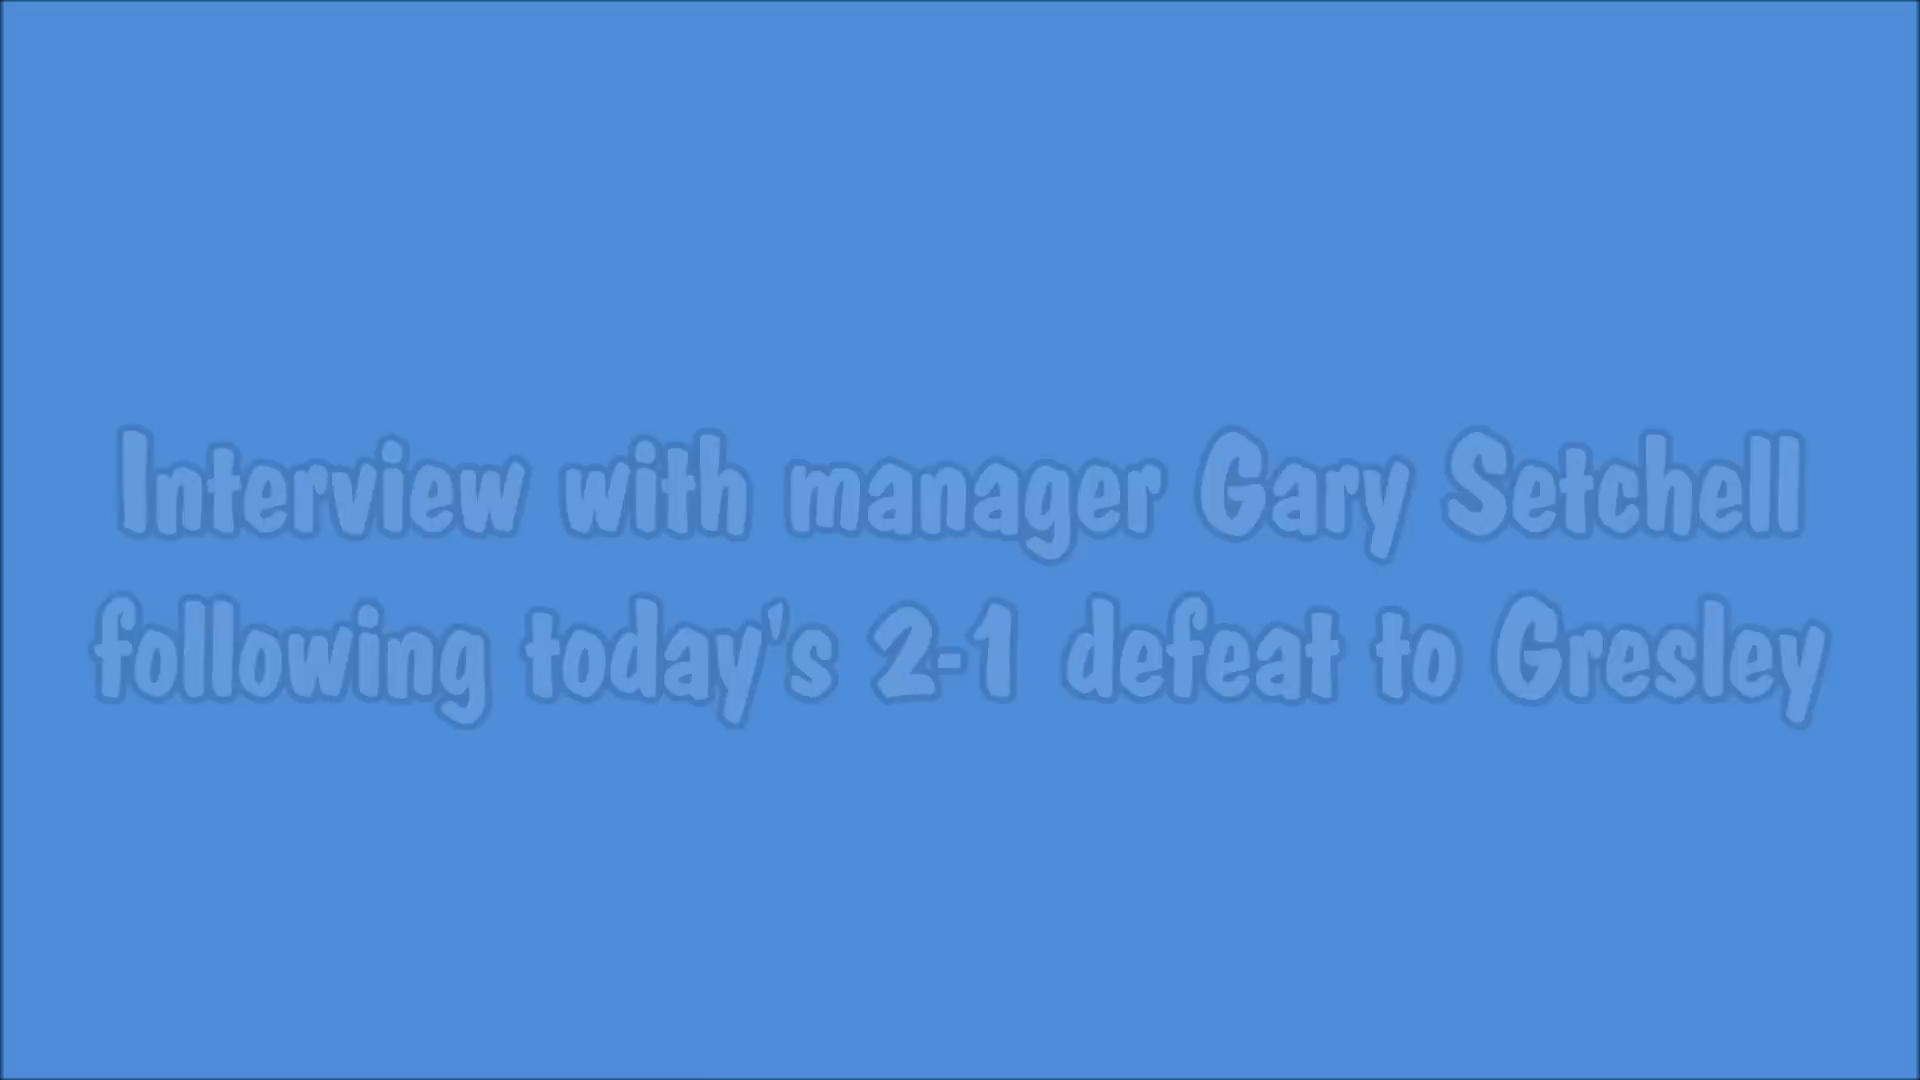 Interview with manager Gary Setchell
following today's 2-1 defeat to Gresley